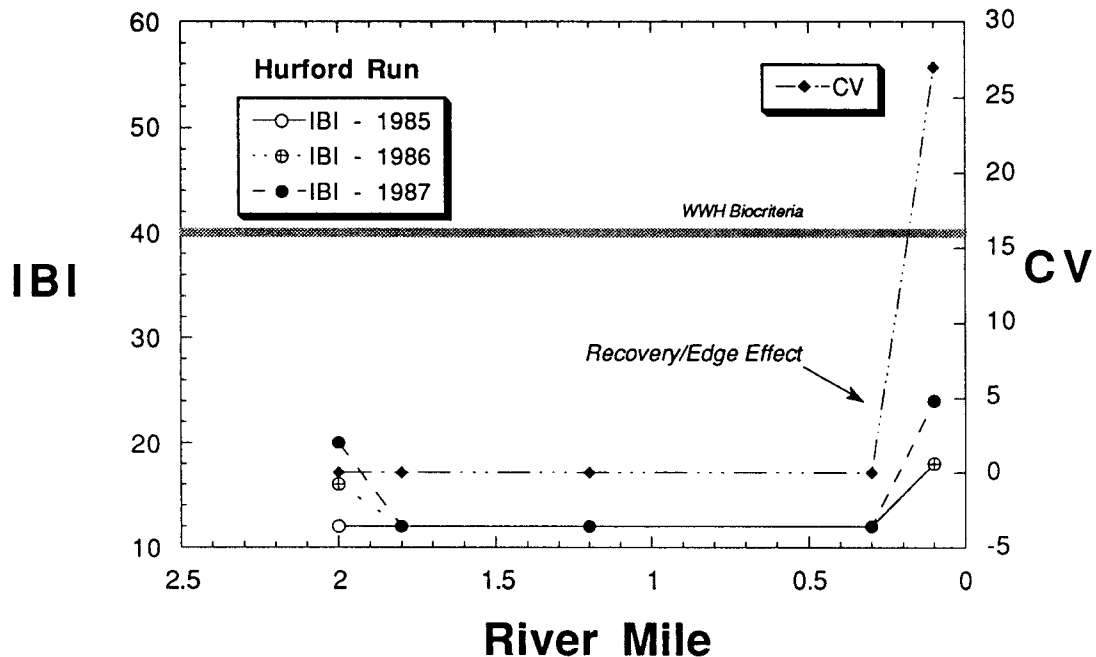 60
50
40
30
20
10
IBI
Hurford Run
IBI - 1985
IBI - 1986
IBI - 1987
CV
WWH Biocriteria
Recovery/Edge Effect
30
25
20
15
10
5
0
-5
CV
2.5 2 1.5 1 0.5 0
River Mile